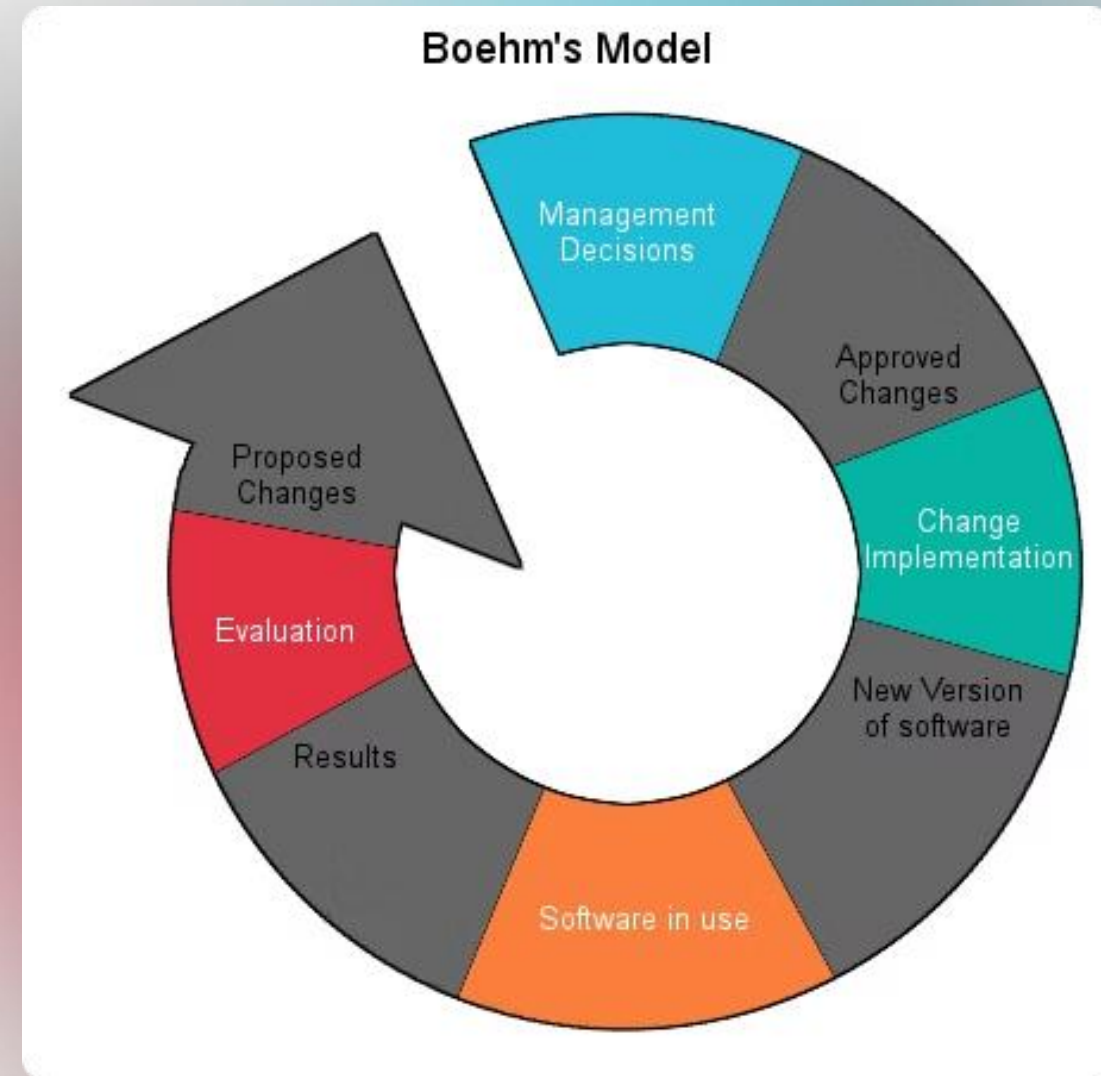 Boehm's Model
Management
Decisions
Approved
Changes
Change
Implementation
New Version
of software
Software in use
Results
Evaluation
Proposed
Changes